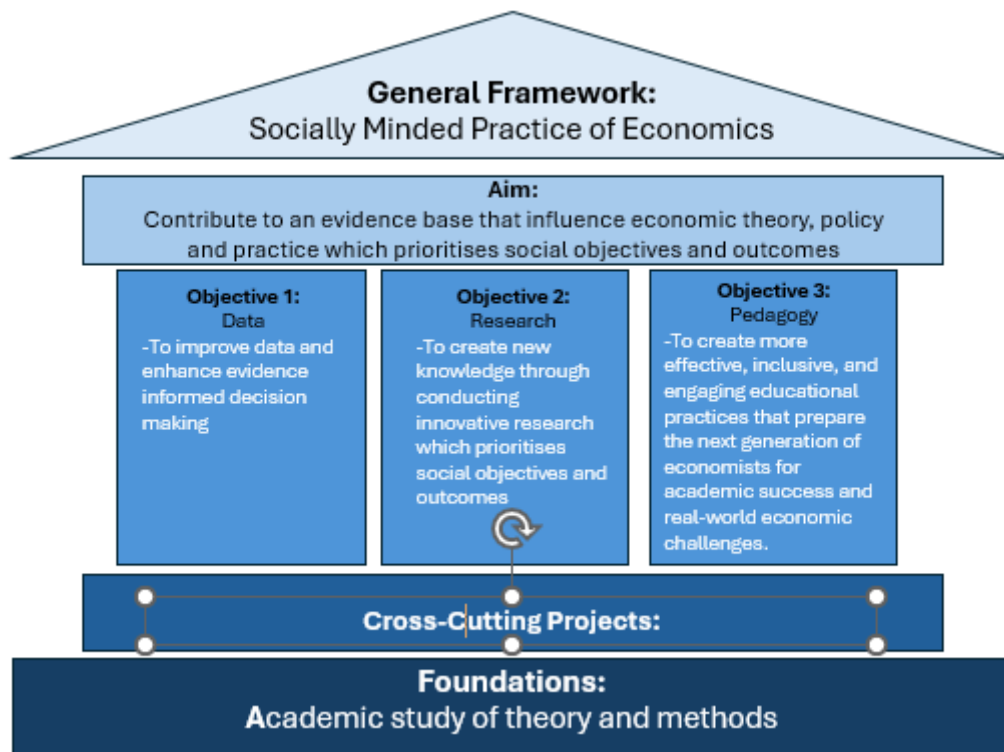 General Framework:
Socially Minded Practice of Economics
Aim:
Contribute to an evidence base that influence economic theory, policy
and practice which prioritises social objectives and outcomes
Objective 1:
Data
-To improve data and
enhance evidence
informed decision
making
Objective 2:
Research
-To create new
knowledge through
conducting
innovative research
which prioritises
social objectives and
outcomes
Objective 3:
Pedagogy
-To create more
effective, inclusive, and
engaging educational
practices that prepare
the next generation of
economists for
academic success and
real-world economic
challenges.
Cross-Cutting Projects:
Foundations:
Academic study of theory and methods